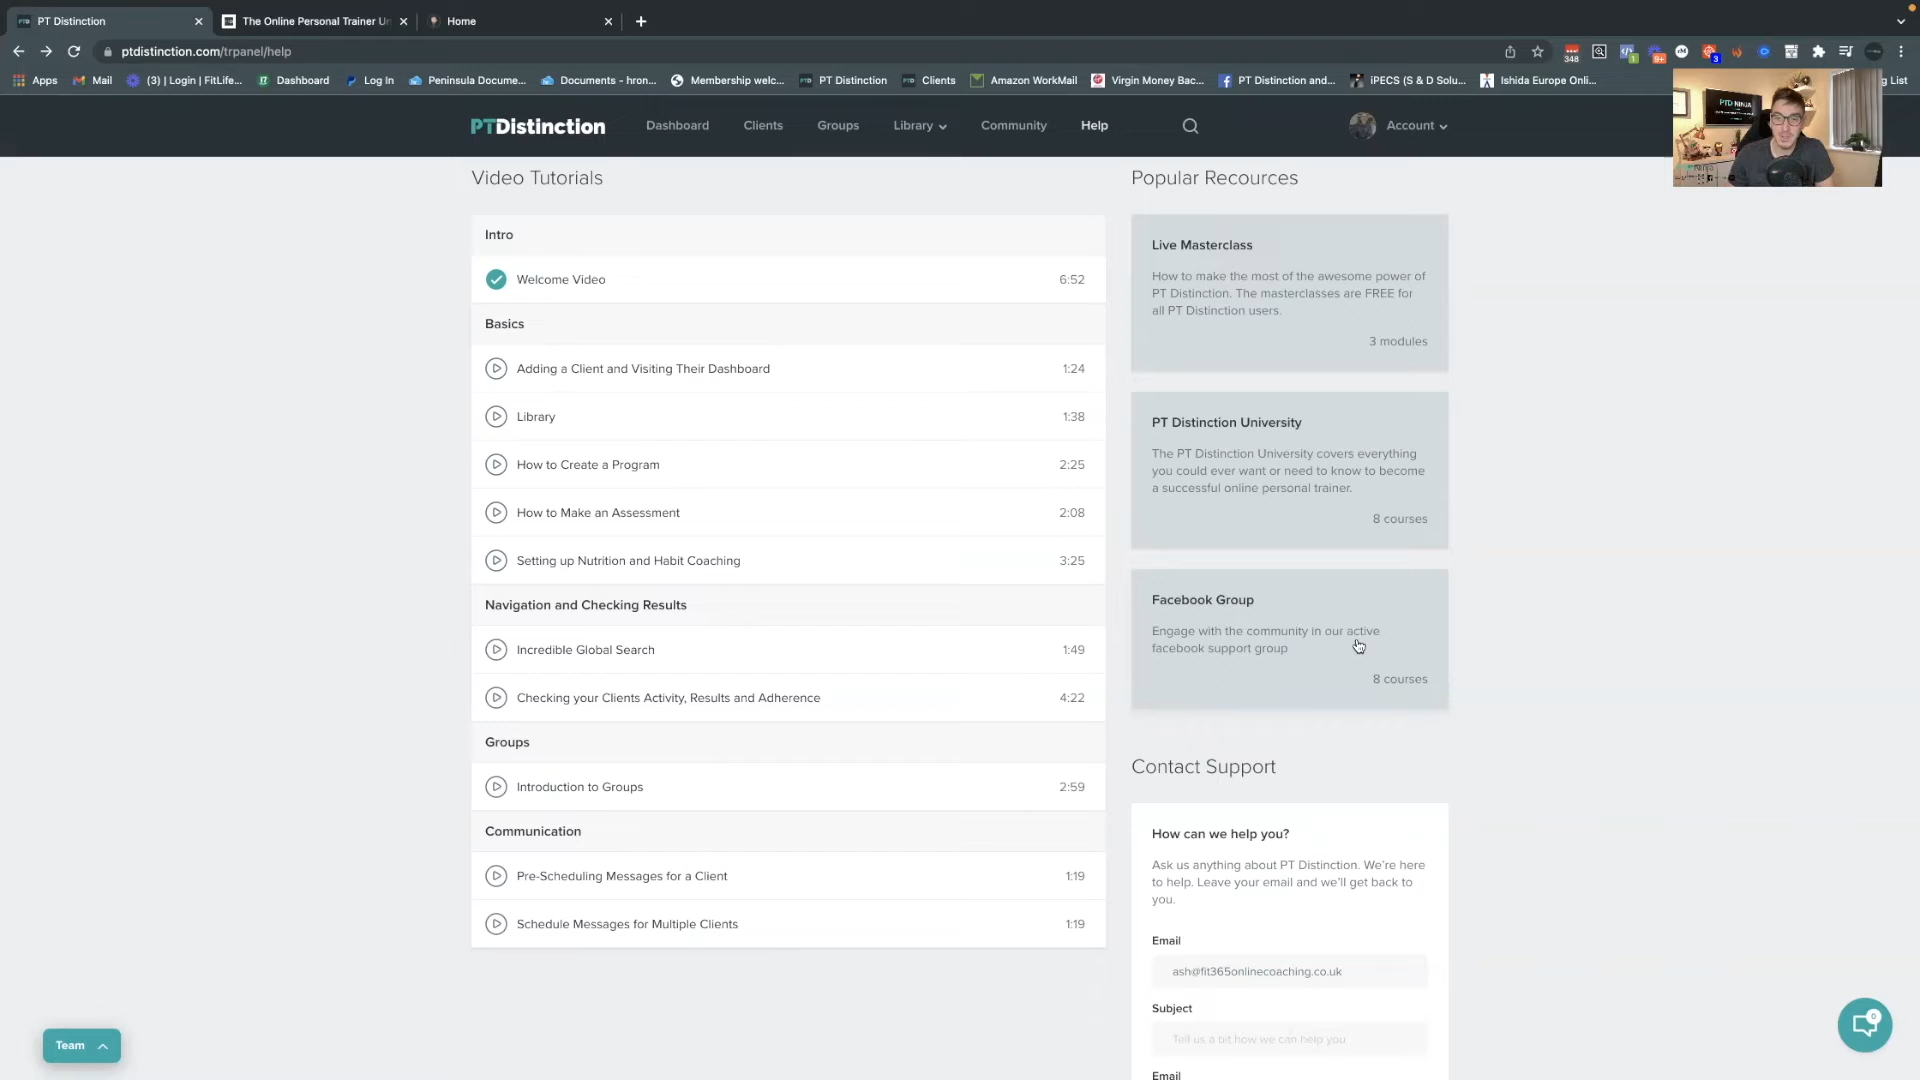 PT Distinction
The Online Personal Trainer Un
Home
ptdistinction.com/trpanel/help
348
1
9+
3
Apps
Mail
(3) | Login | FitLife...
Dashboard
Log In
Peninsula Docume...
Documents - hron...
Membership welc...
PT Distinction
Clients
Amazon WorkMail
Virgin Money Bac...
PT Distinction and...
iPECS (S & D Solu...
Ishida Europe Onli...
g List
PTDistinction
Dashboard
Clients
Groups
Library
Community
Help
Account
PTD NINJA
Video Tutorials
Intro
Welcome Video
6:52
Basics
Adding a Client and Visiting Their Dashboard
1:24
Library
1:38
How to Create a Program
2:25
How to Make an Assessment
2:08
Setting up Nutrition and Habit Coaching
3:25
Navigation and Checking Results
Incredible Global Search
1:49
Checking your Clients Activity, Results and Adherence
4:22
Groups
Introduction to Groups
2:59
Communication
Pre-Scheduling Messages for a Client
1:19
Schedule Messages for Multiple Clients
1:19
Popular Recources
Live Masterclass
How to make the most of the awesome power of
PT Distinction. The masterclasses are FREE for
all PT Distinction users.
3 modules
PT Distinction University
The PT Distinction University covers everything
you could ever want or need to know to become
a successful online personal trainer.
8 courses
Facebook Group
Engage with the community in our active
facebook support group
8 courses
Contact Support
How can we help you?
Ask us anything about PT Distinction. We're here
to help. Leave your email and we'll get back to
you.
Email
ash@fit365onlinecoaching.co.uk
Subject
Tell us a bit how we can help you
Email
Team
0